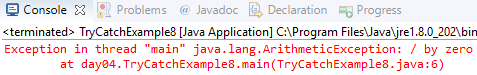 Console Problems Javadoc Declaration Progress
<terminated> TryCatchExample8 [Java Application] C:\Program Files\Java\jre1.8.0_202\bin
Exception in thread "main" java.lang.ArithmeticException: / by zero
at day04.TryCatchExample8.main(TryCatchExample8.java:6)